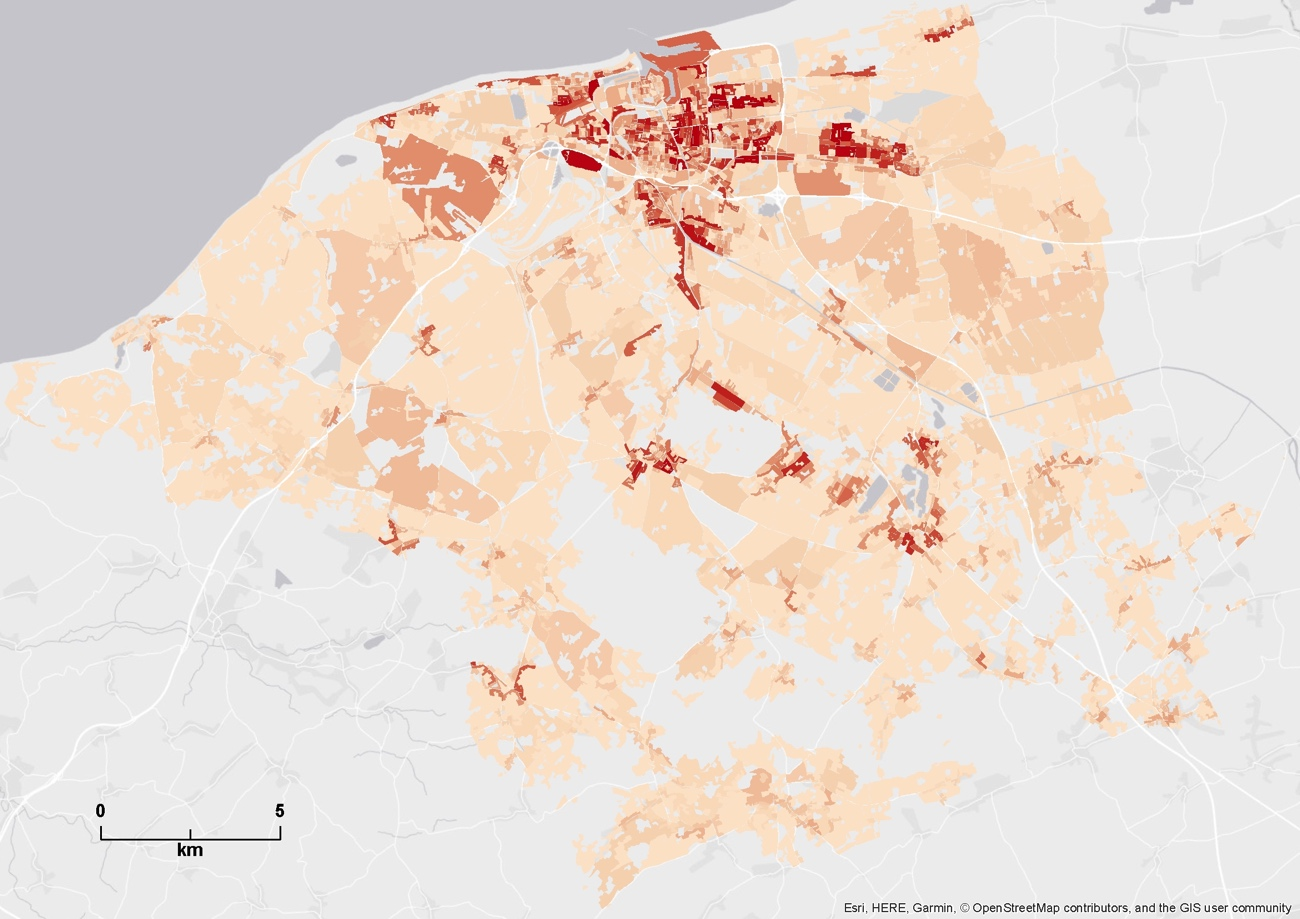 0 5
km
Esri, HERE, Garmin, © OpenStreetMap contributors, and the GIS user community